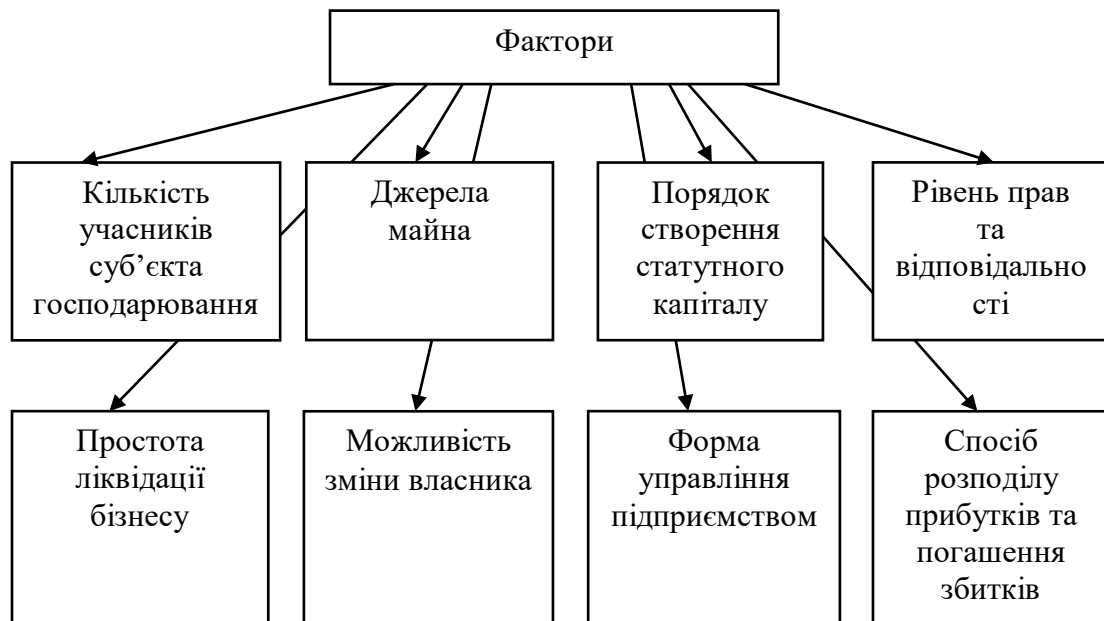 Фактори
Кількість
учасників
суб’єкта
господарювання
Джерела
майна
Порядок
створення
статутного
капіталу
Рівень прав
та
відповідально
сті
Простота
ліквідації
бізнесу
Можливість
зміни власника
Форма
управління
підприємством
Спосіб
розподілу
прибутків та
погашення
збитків